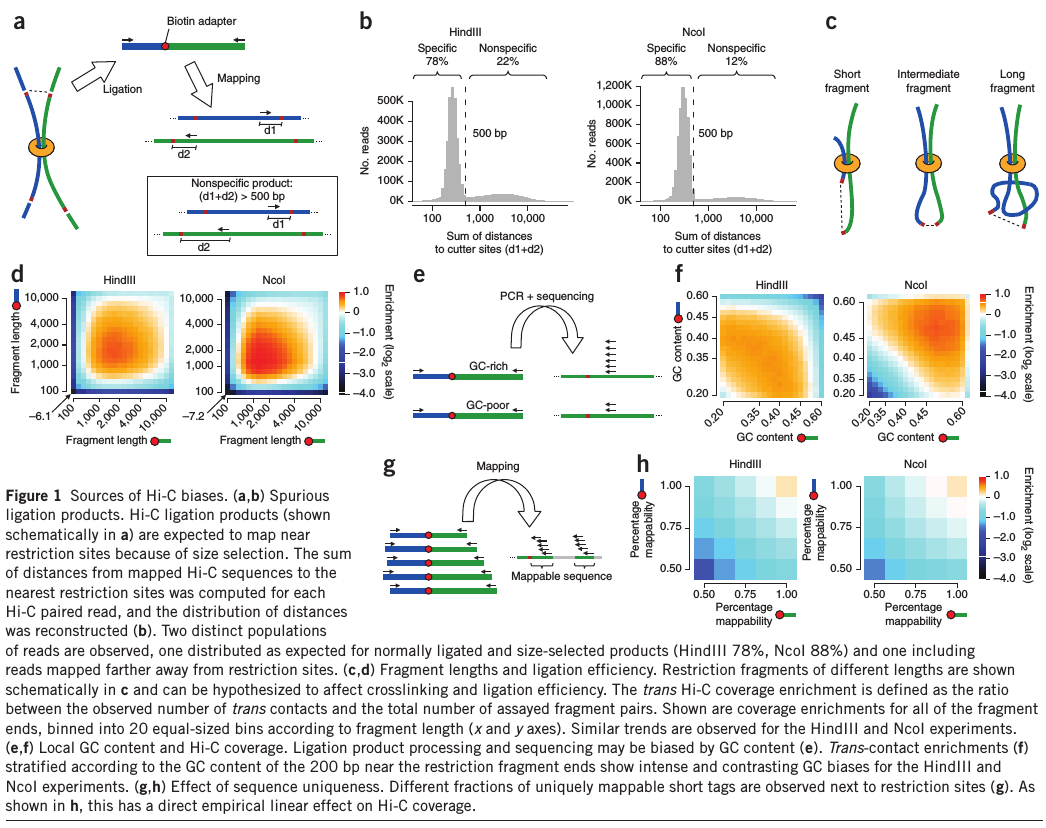 a
Biotin adapter
Ligation
Mapping
d1
d2
Nonspecific product:
(d1+d2) > 500 bp
d1
d2
b
HindIII
Specific
78%
Nonspecific
22%
500K
400K
300K
200K
100K
0K
No. reads
500 bp
100
1,000
10,000
Sum of distances
to cutter sites (d1+d2)
NcoI
Specific
88%
Nonspecific
12%
1,200K
1,000K
800K
600K
400K
200K
0K
No. reads
500 bp
100
1,000
10,000
Sum of distances
to cutter sites (d1+d2)
c
Short
fragment
Intermediate
fragment
Long
fragment
d
HindIII
10,000
4,000
2,000
1,000
100
Fragment length
–6.1
100
1,000
2,000
4,000
10,000
Fragment length
NcoI
10,000
4,000
2,000
1,000
100
–7.2
100
1,000
2,000
4,000
10,000
Fragment length
1.0
0
–1.0
–2.0
–3.0
–4.0
Enrichment (log2 scale)
e
PCR + sequencing
GC-rich
GC-poor
f
HindIII
0.60
0.45
0.40
0.35
0.20
GC content
0.20
0.35
0.40
0.45
0.60
GC content
NcoI
0.60
0.45
0.40
0.35
0.20
0.20
0.35
0.40
0.45
0.60
GC content
1.0
0
–1.0
–2.0
–3.0
–4.0
Enrichment (log2 scale)
g
Mapping
Mappable sequence
h
HindIII
1.00
0.75
0.50
Percentage
mappability
0.50
0.75
1.00
Percentage
mappability
NcoI
1.00
0.75
0.50
Percentage
mappability
0.50
0.75
1.00
Percentage
mappability
1.0
0
–1.0
–2.0
–3.0
–4.0
Enrichment (log2 scale)
Figure 1 Sources of Hi-C biases. (a,b) Spurious
ligation products. Hi-C ligation products (shown
schematically in a) are expected to map near
restriction sites because of size selection. The sum
of distances from mapped Hi-C sequences to the
nearest restriction sites was computed for each
Hi-C paired read, and the distribution of distances
was reconstructed (b). Two distinct populations
of reads are observed, one distributed as expected for normally ligated and size-selected products (HindIII 78%, NcoI 88%) and one including
reads mapped farther away from restriction sites. (c,d) Fragment lengths and ligation efficiency. Restriction fragments of different lengths are shown
schematically in c and can be hypothesized to affect crosslinking and ligation efficiency. The trans Hi-C coverage enrichment is defined as the ratio
between the observed number of trans contacts and the total number of assayed fragment pairs. Shown are coverage enrichments for all of the fragment
ends, binned into 20 equal-sized bins according to fragment length (x and y axes). Similar trends are observed for the HindIII and NcoI experiments.
(e,f) Local GC content and Hi-C coverage. Ligation product processing and sequencing may be biased by GC content (e). Trans-contact enrichments (f)
stratified according to the GC content of the 200 bp near the restriction fragment ends show intense and contrasting GC biases for the HindIII and
NcoI experiments. (g,h) Effect of sequence uniqueness. Different fractions of uniquely mappable short tags are observed next to restriction sites (g). As
shown in h, this has a direct empirical linear effect on Hi-C coverage.